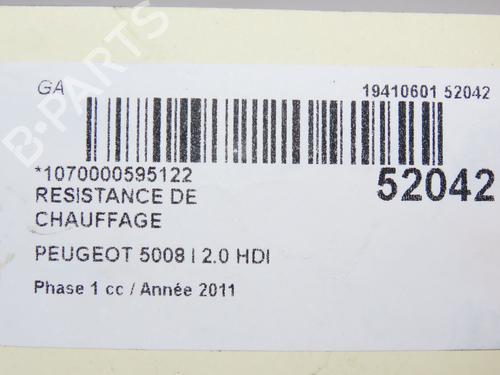 GA
19410601 52042
*1070000595122
52042
RESISTANCE DE
CHAUFFAGE
PEUGEOT 5008 I 2.0 HDI
Phase 1 cc / Année 2011
B-PARTS